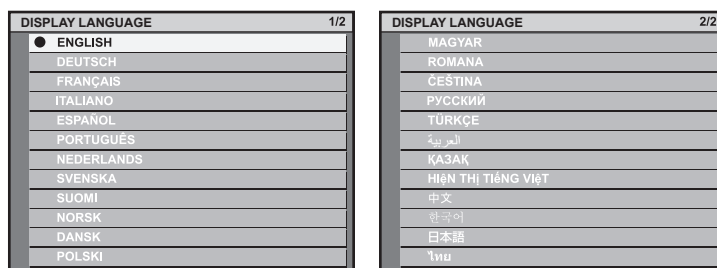 DISPLAY LANGUAGE 1/2
ENGLISH
DEUTSCH
FRANÇAIS
ITALIANO
ESPAÑOL
PORTUGUÊS
NEDERLANDS
SVENSKA
SUOMI
NORSK
DANSK
POLSKI
DISPLAY LANGUAGE 2/2
MAGYAR
ROMANA
ČEŠTINA
РУССКИЙ
TÜRKÇE
العربية
ҚАЗАҚ
HIệN THị TIếNG VIệT
中文
한국어
日本語
ไทย